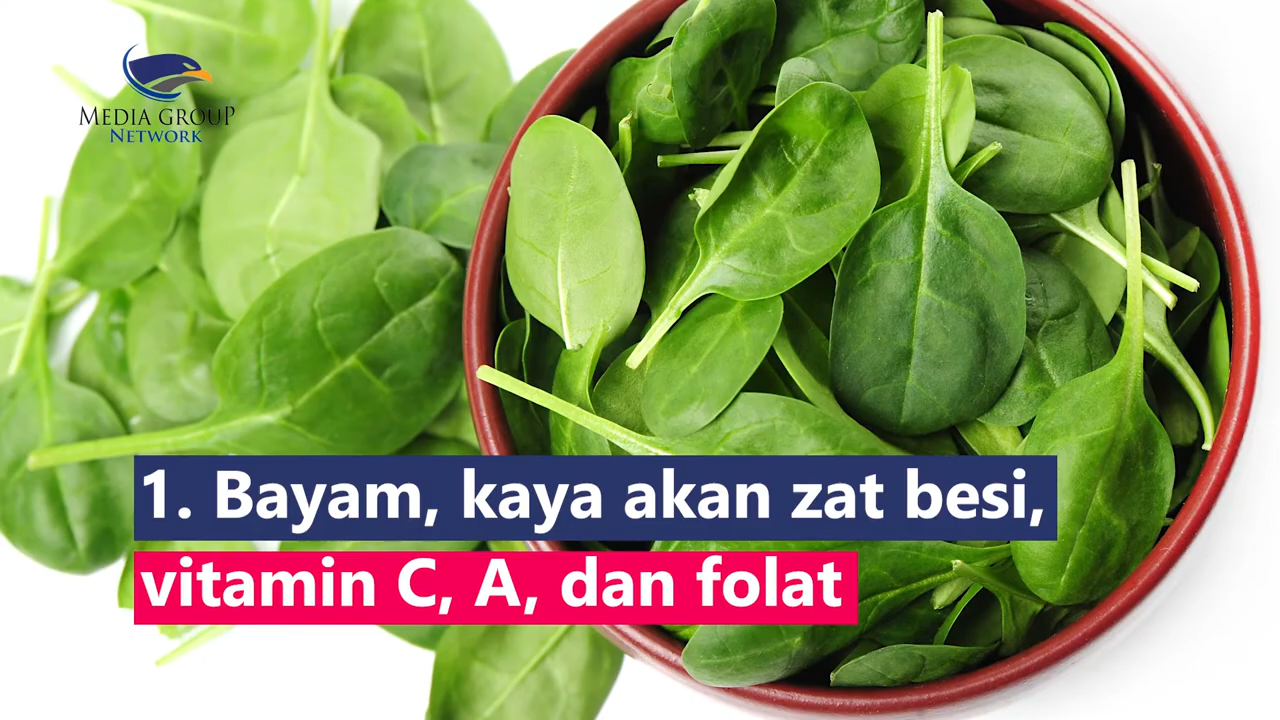 MEDIA GROUP
NETWORK
1. Bayam, kaya akan zat besi,
vitamin C, A, dan folat